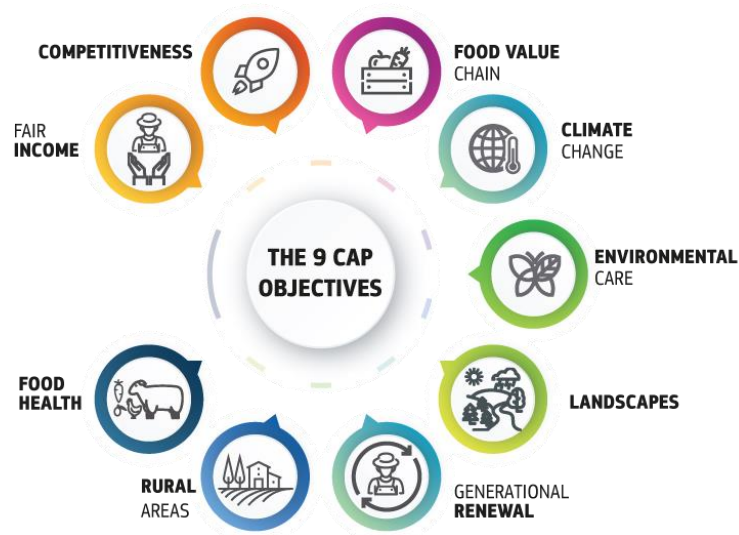 COMPETITIVENESS
FOOD VALUE
CHAIN
FAIR
INCOME
CLIMATE
CHANGE
THE 9 CAP
OBJECTIVES
ENVIRONMENTAL
CARE
FOOD
HEALTH
LANDSCAPES
RURAL
AREAS
GENERATIONAL
RENEWAL